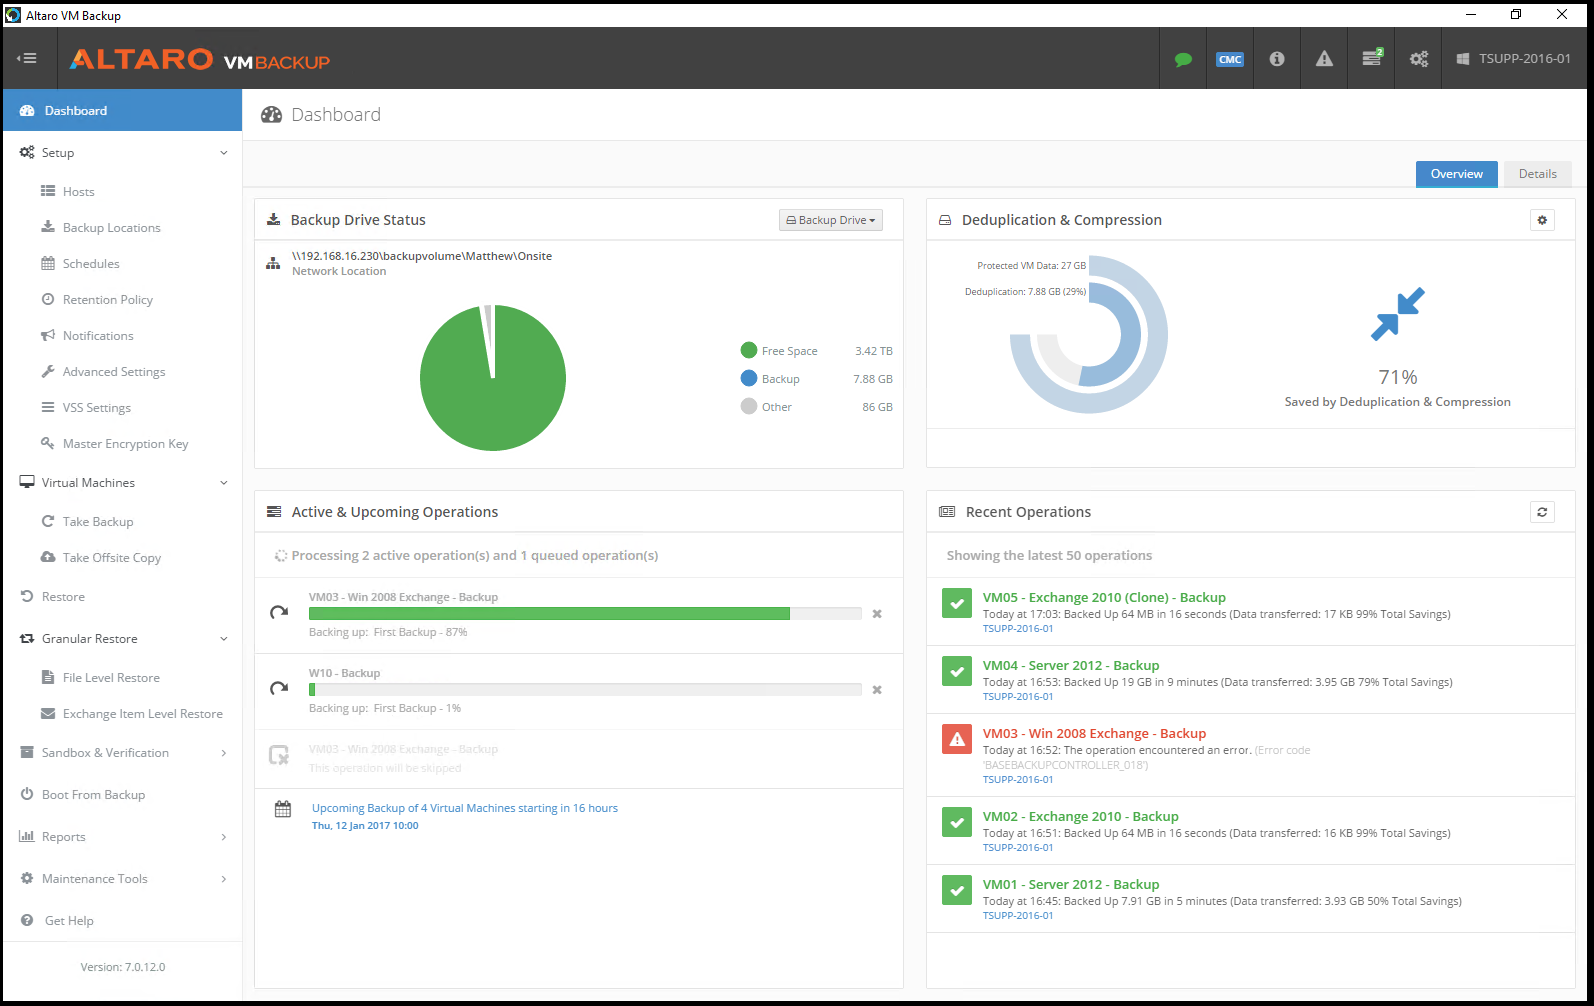 Altaro VM Backup
ALTARO VMBACKUP
CMC
2
TSUPP-2016-01
Dashboard
Setup
Hosts
Backup Locations
Schedules
Retention Policy
Notifications
Advanced Settings
VSS Settings
Master Encryption Key
Virtual Machines
Take Backup
Take Offsite Copy
Restore
Granular Restore
File Level Restore
Exchange Item Level Restore
Sandbox & Verification
Boot From Backup
Reports
Maintenance Tools
Get Help
Version: 7.0.12.0
Dashboard
Overview
Details
Backup Drive Status
Backup Drive
\\192.168.16.230\backupvolume\Matthew\Onsite
Network Location
Free Space 3.42 TB
Backup 7.88 GB
Other 86 GB
Deduplication & Compression
Protected VM Data: 27 GB
Deduplication: 7.88 GB (29%)
71%
Saved by Deduplication & Compression
Active & Upcoming Operations
Processing 2 active operation(s) and 1 queued operation(s)
VM03 - Win 2008 Exchange - Backup
Backing up: First Backup - 87%
W10 - Backup
Backing up: First Backup - 1%
VM03 - Win 2008 Exchange - Backup
This operation will be skipped
Upcoming Backup of 4 Virtual Machines starting in 16 hours
Thu, 12 Jan 2017 10:00
Recent Operations
Showing the latest 50 operations
VM05 - Exchange 2010 (Clone) - Backup
Today at 17:03: Backed Up 64 MB in 16 seconds (Data transferred: 17 KB 99% Total Savings)
TSUPP-2016-01
VM04 - Server 2012 - Backup
Today at 16:53: Backed Up 19 GB in 9 minutes (Data transferred: 3.95 GB 79% Total Savings)
TSUPP-2016-01
VM03 - Win 2008 Exchange - Backup
Today at 16:52: The operation encountered an error. (Error code
'BASEBACKUPCONTROLLER_018')
TSUPP-2016-01
VM02 - Exchange 2010 - Backup
Today at 16:51: Backed Up 64 MB in 16 seconds (Data transferred: 16 KB 99% Total Savings)
TSUPP-2016-01
VM01 - Server 2012 - Backup
Today at 16:45: Backed Up 7.91 GB in 5 minutes (Data transferred: 3.93 GB 50% Total Savings)
TSUPP-2016-01